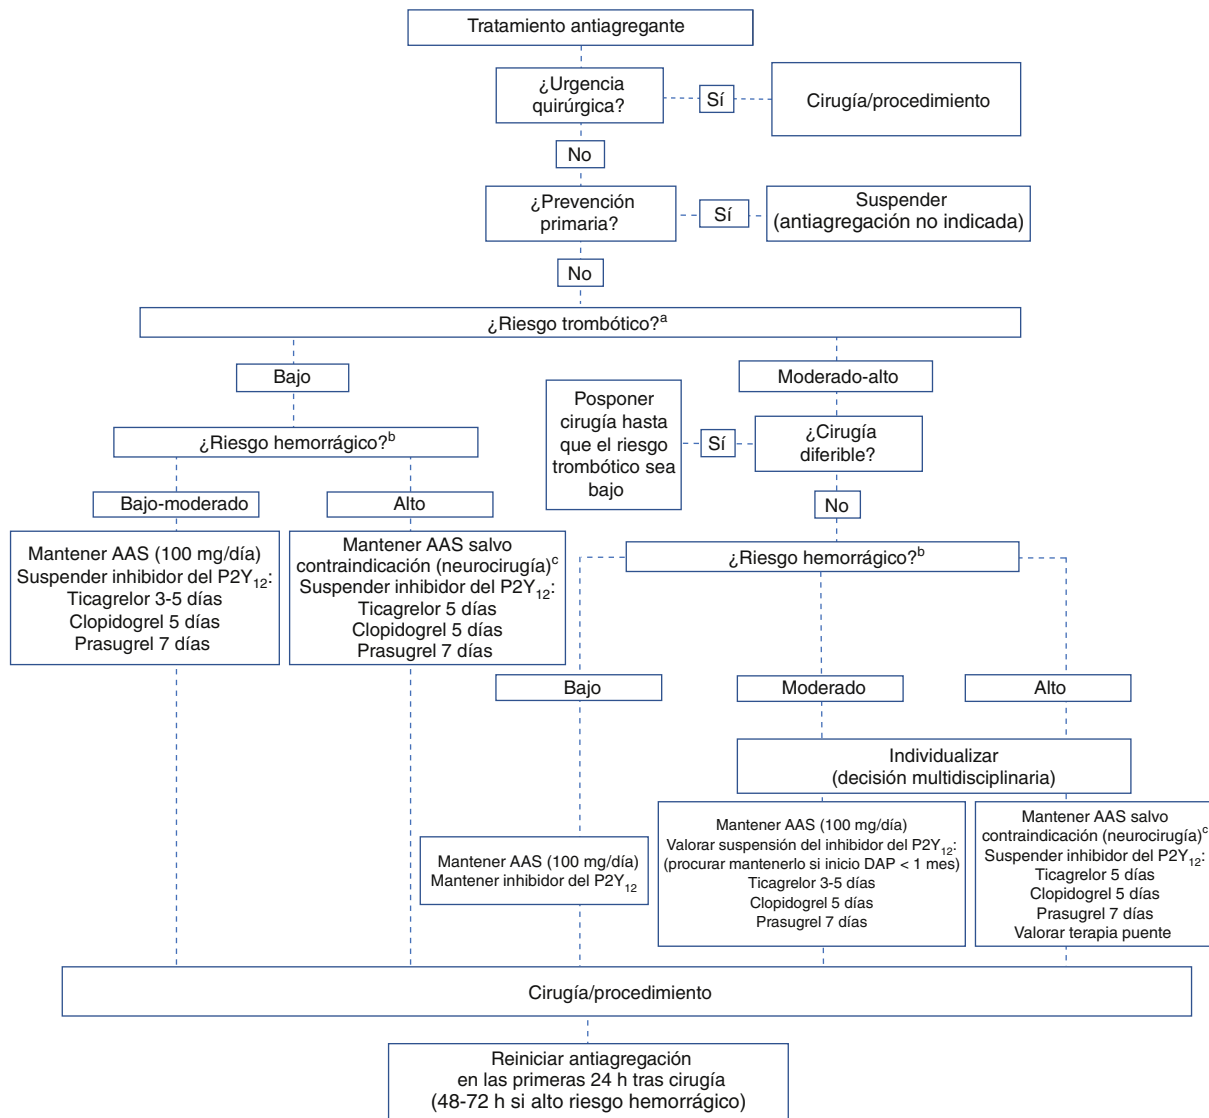 Tratamiento antiagregante
¿Urgencia
quirúrgica?
Sí
Cirugía/procedimiento
No
¿Prevención
primaria?
Sí
Suspender
(antiagregación no indicada)
No
¿Riesgo trombótico?a
Bajo
Moderado-alto
¿Riesgo hemorrágico?b
Posponer
cirugía hasta
que el riesgo
trombótico sea
bajo
Sí
¿Cirugía
diferible?
Bajo-moderado
Alto
No
Mantener AAS (100 mg/día)
Suspender inhibidor del P2Y12:
Ticagrelor 3-5 días
Clopidogrel 5 días
Prasugrel 7 días
Mantener AAS salvo
contraindicación (neurocirugía)c
Suspender inhibidor del P2Y12:
Ticagrelor 5 días
Clopidogrel 5 días
Prasugrel 7 días
¿Riesgo hemorrágico?b
Bajo
Moderado
Alto
Individualizar
(decisión multidisciplinaria)
Mantener AAS (100 mg/día)
Mantener inhibidor del P2Y12
Mantener AAS (100 mg/día)
Valorar suspensión del inhibidor del P2Y12:
(procurar mantenerlo si inicio DAP < 1 mes)
Ticagrelor 3-5 días
Clopidogrel 5 días
Prasugrel 7 días
Mantener AAS salvo
contraindicación (neurocirugía)c
Suspender inhibidor del P2Y12:
Ticagrelor 5 días
Clopidogrel 5 días
Prasugrel 7 días
Valorar terapia puente
Cirugía/procedimiento
Reiniciar antiagregación
en las primeras 24 h tras cirugía
(48-72 h si alto riesgo hemorrágico)